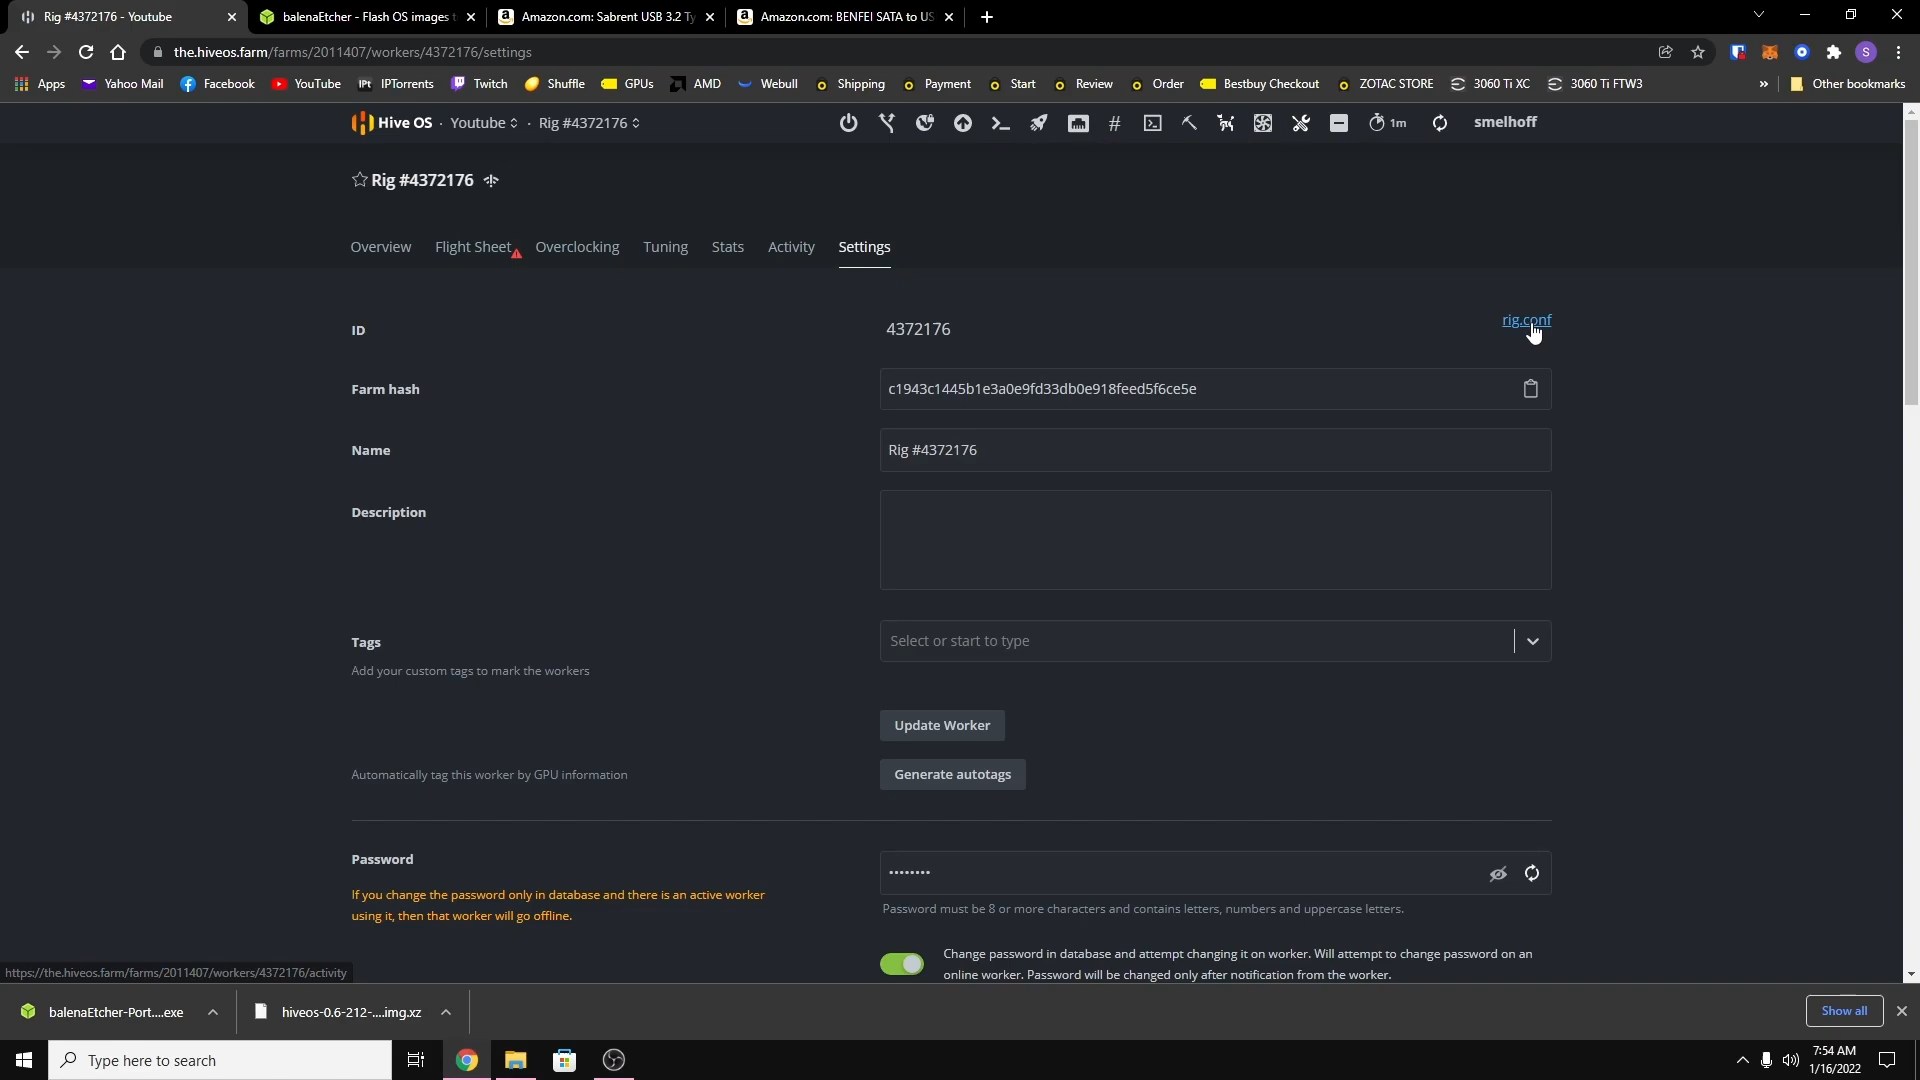 Rig #4372176 - Youtube
balenaEtcher - Flash OS images t
Amazon.com: Sabrent USB 3.2 Ty
Amazon.com: BENFEI SATA to US
the.hiveos.farm/farms/2011407/workers/4372176/settings
S
Apps
Yahoo Mail
Facebook
YouTube
IPTorrents
Twitch
Shuffle
GPUs
AMD
Webull
Shipping
Payment
Start
Review
Order
Bestbuy Checkout
ZOTAC STORE
3060 Ti XC
3060 Ti FTW3
»
Other bookmarks
Hive OS · Youtube · Rig #4372176
1m
smelhoff
Rig #4372176
Overview
Flight Sheet
Overclocking
Tuning
Stats
Activity
Settings
ID
4372176
rig.conf
Farm hash
c1943c1445b1e3a0e9fd33db0e918feed5f6ce5e
Name
Rig #4372176
Description
Tags
Select or start to type
Add your custom tags to mark the workers
Update Worker
Automatically tag this worker by GPU information
Generate autotags
Password
••••••••
If you change the password only in database and there is an active worker
using it, then that worker will go offline.
Password must be 8 or more characters and contains letters, numbers and uppercase letters.
Change password in database and attempt changing it on worker. Will attempt to change password on an
online worker. Password will be changed only after notification from the worker.
https://the.hiveos.farm/farms/2011407/workers/4372176/activity
balenaEtcher-Port....exe
hiveos-0.6-212-....img.xz
Show all
Type here to search
7:54 AM
1/16/2022